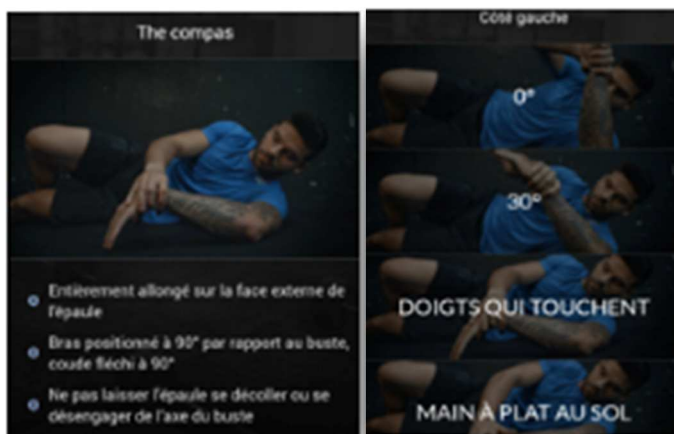 The compas
Entièrement allongé sur la face externe de
l'épaule
Bras positionné à 90° par rapport au buste,
coude fléchi à 90°
Ne pas laisser l'épaule se décoller ou se
désengager de l'axe du buste
Côté gauche
0°
30°
DOIGTS QUI TOUCHENT
MAIN À PLAT AU SOL